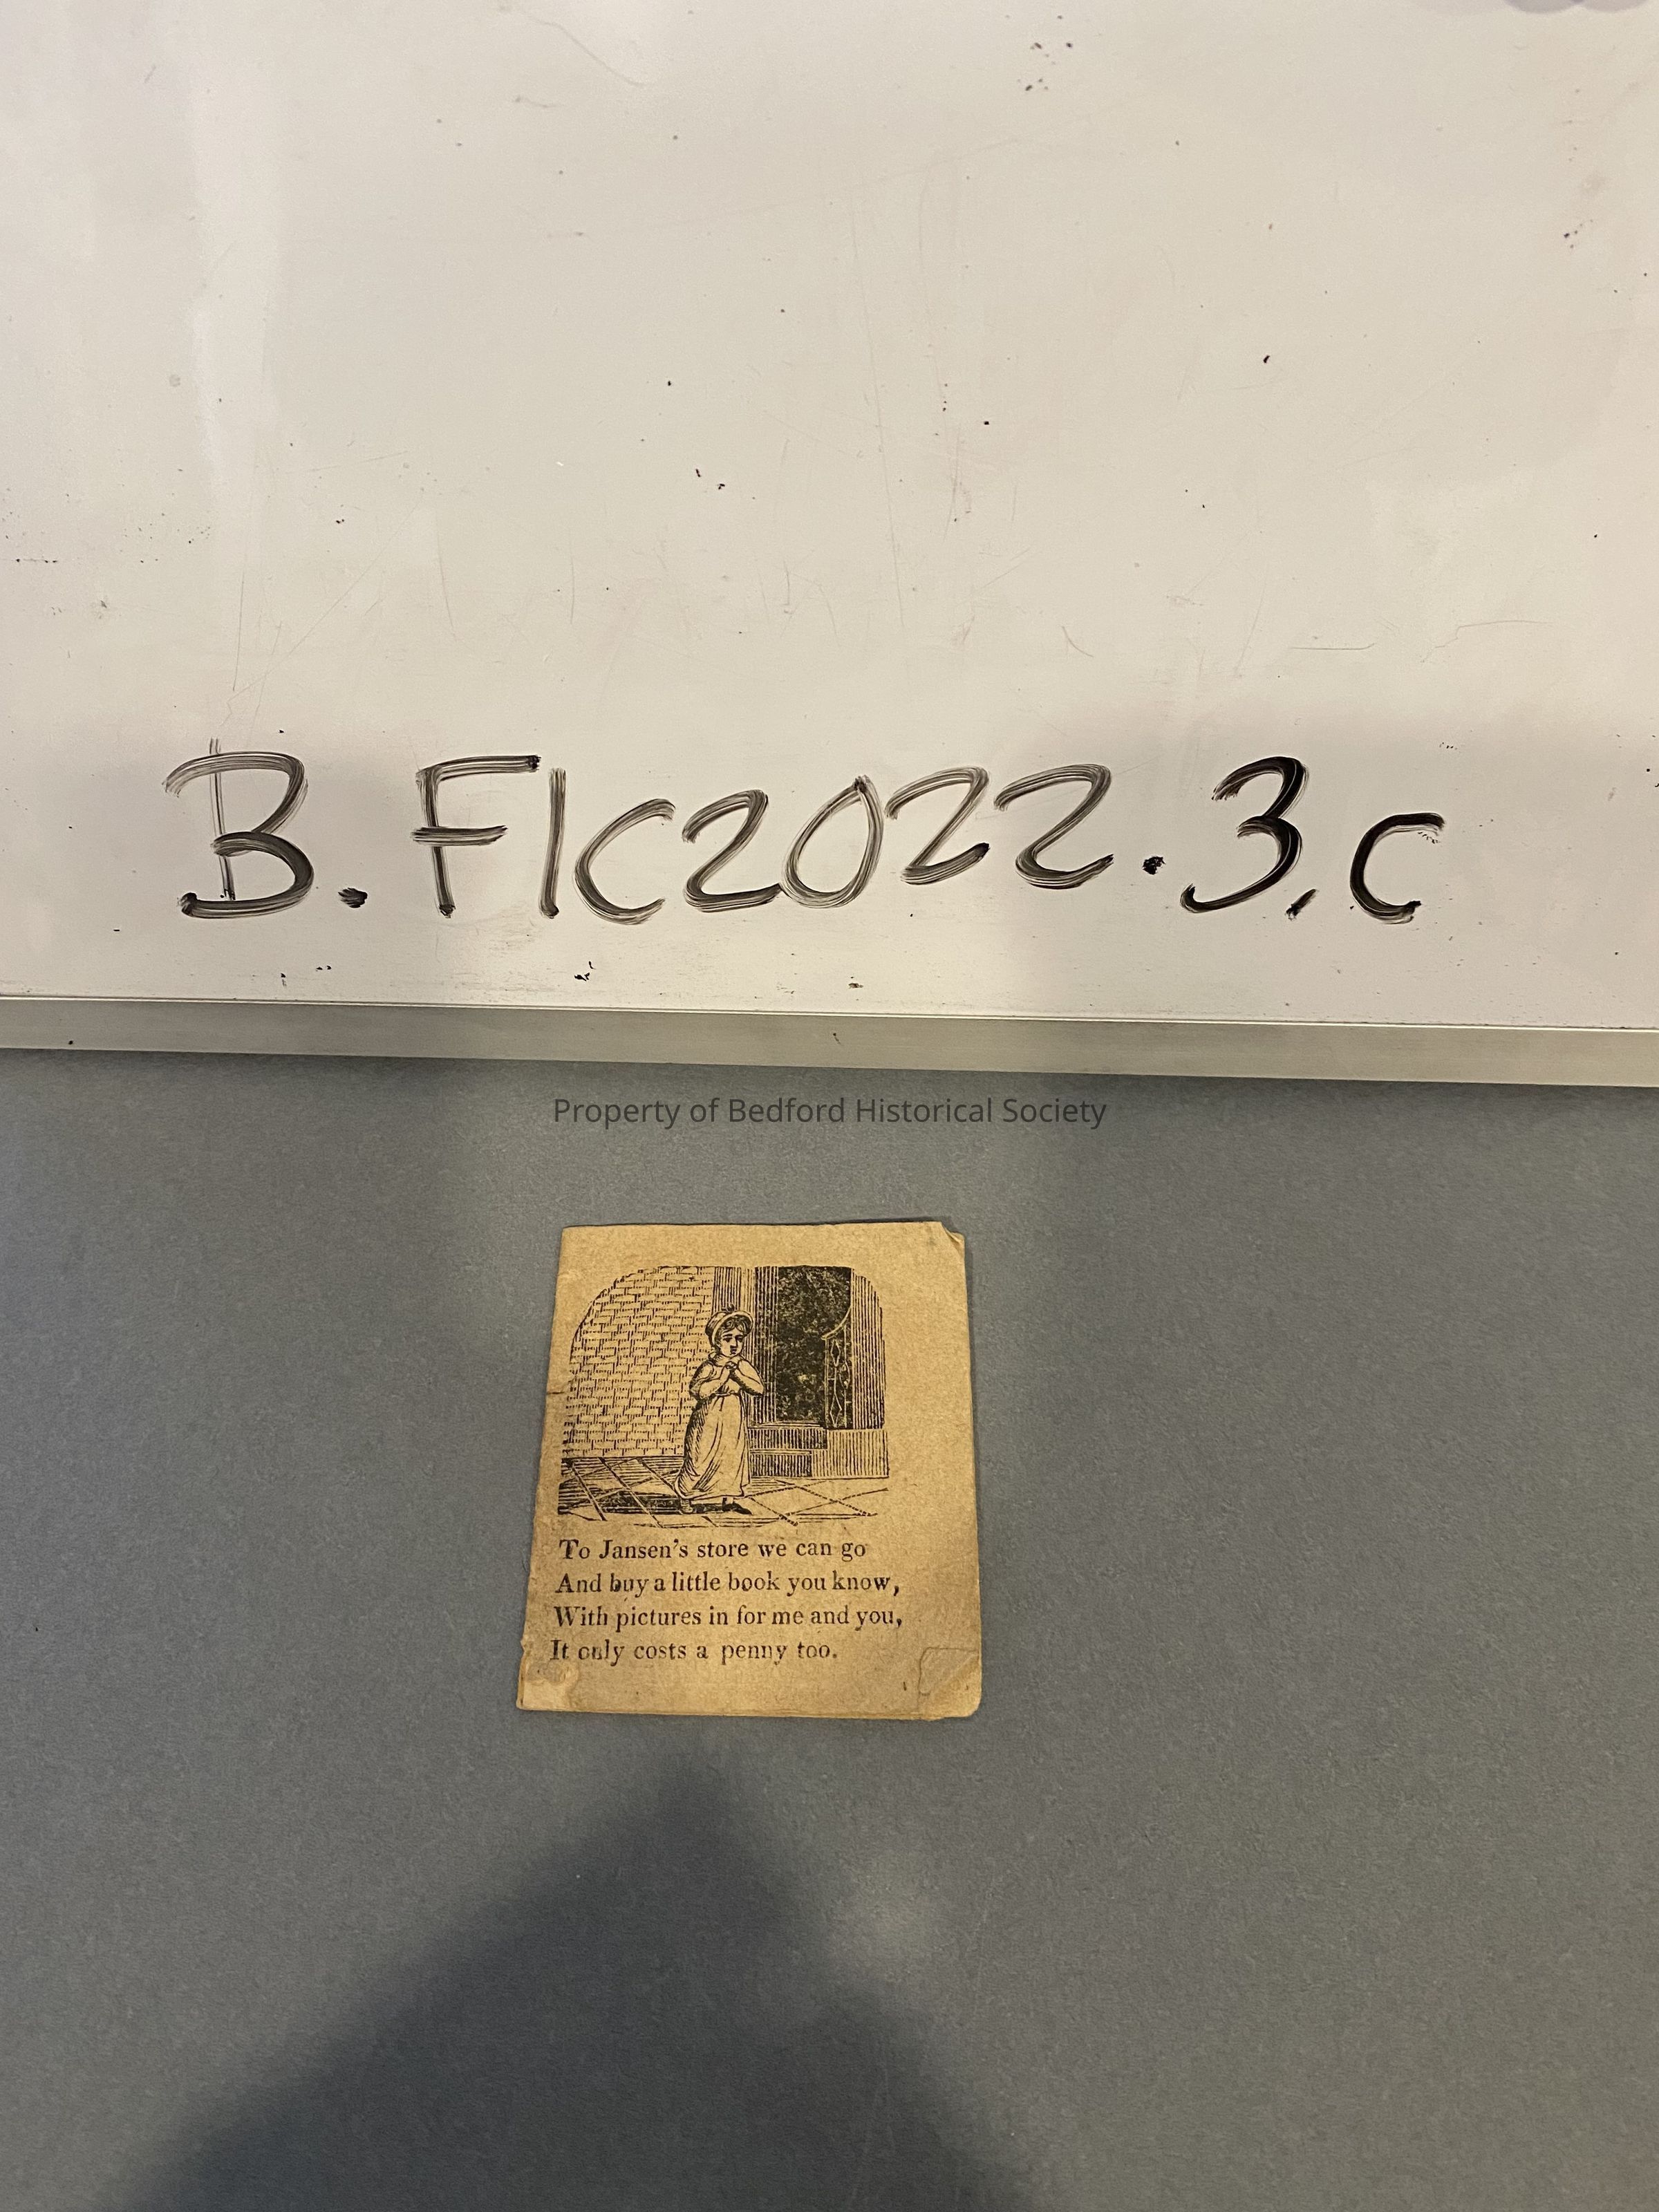 B. FIC2022.3.C
Property of Bedford Historical Society
To Jansen's store we can go
And buy a little book you know,
With pictures in for me and you,
It only costs a penny too.